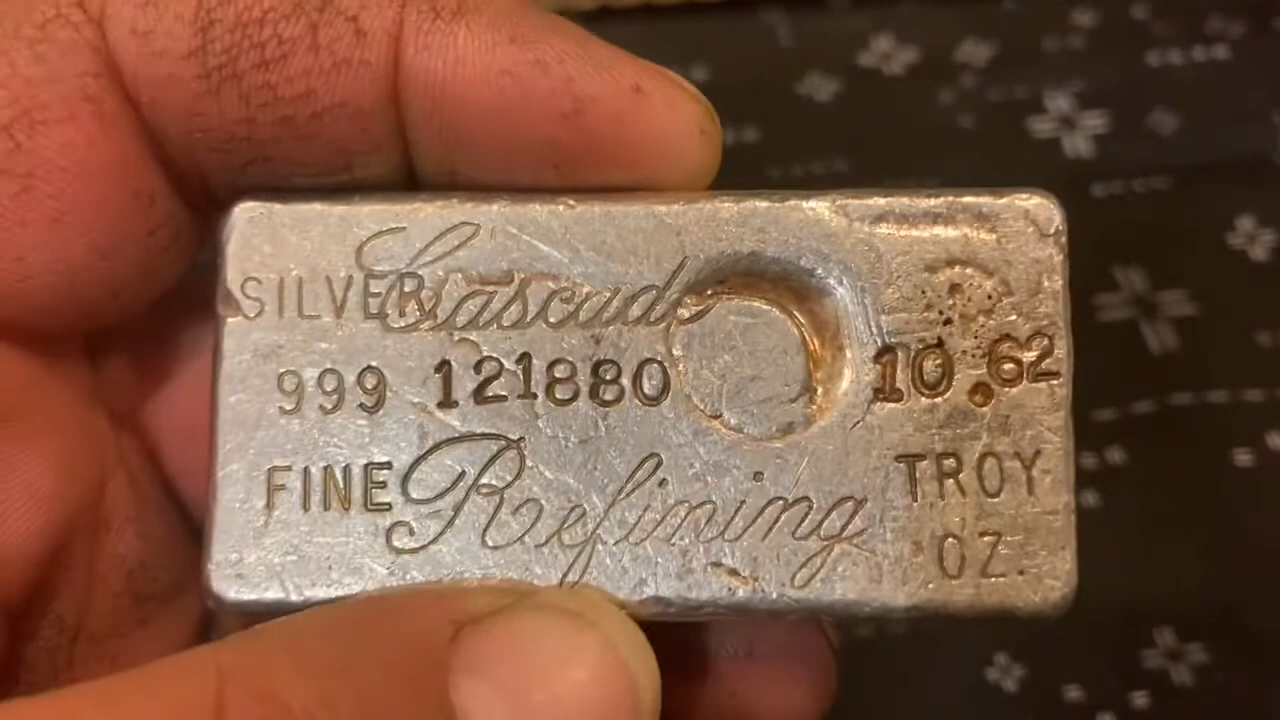 SILVER Cascade
999 121880 10.62
FINE Refining TROY
OZ.